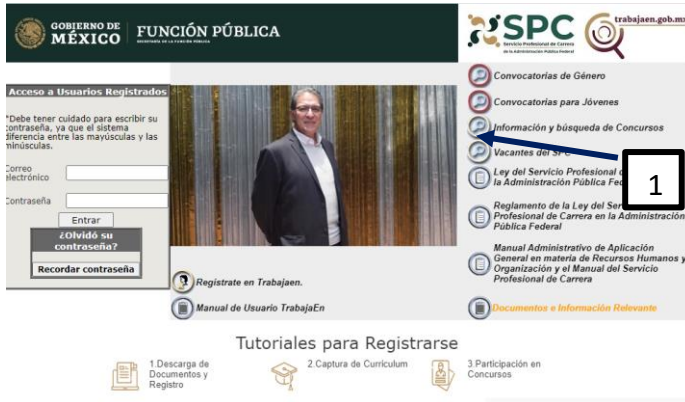 GOBIERNO DE
MÉXICO
FUNCIÓN PÚBLICA
SECRETARÍA DE LA FUNCIÓN PÚBLICA
SPC
Servicio Profesional de Carrera
de la Administración Pública Federal
trabajaen.gob.mx
Acceso a Usuarios Registrados
*Debe tener cuidado para escribir su
contraseña, ya que el sistema
diferencia entre las mayúsculas y las
minúsculas.
Correo
electrónico
Contraseña
Entrar
¿Olvidó su
contraseña?
Recordar contraseña
Regístrate en Trabajaen.
Manual de Usuario TrabajaEn
Convocatorias de Género
Convocatorias para Jóvenes
Información y búsqueda de Concursos
Vacantes del SPC
Ley del Servicio Profesional d
la Administración Pública Fe
1
Reglamento de la Ley del Ser
Profesional de Carrera en la Administración
Pública Federal
Manual Administrativo de Aplicación
General en materia de Recursos Humanos y
Organización y el Manual del Servicio
Profesional de Carrera
Documentos e Información Relevante
Tutoriales para Registrarse
1.Descarga de
Documentos y
Registro
2.Captura de Curriculum
3.Participación en
Concursos